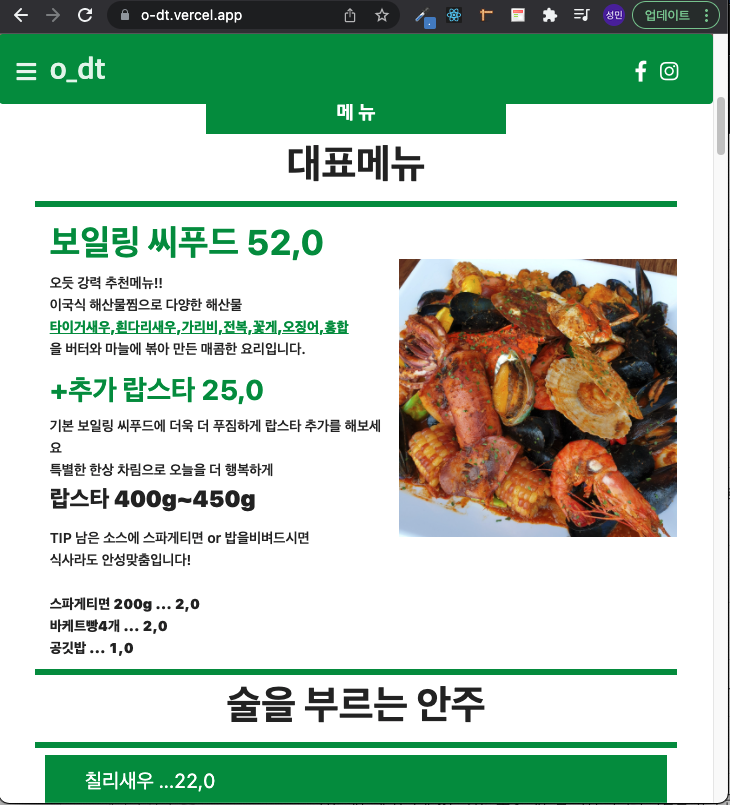 o-dt.vercel.app
성민
업데이트
o_dt
메 뉴
대표메뉴
보일링 씨푸드 52,0
오듯 강력 추천메뉴!!
이국식 해산물찜으로 다양한 해산물
타이거새우,흰다리새우,가리비,전복,꽃게,오징어,홍합
을 버터와 마늘에 볶아 만든 매콤한 요리입니다.
+추가 랍스타 25,0
기본 보일링 씨푸드에 더욱 더 푸짐하게 랍스타 추가를 해보세
요
특별한 한상 차림으로 오늘을 더 행복하게
랍스타 400g~450g
TIP 남은 소스에 스파게티면 or 밥을비벼드시면
식사라도 안성맞춤입니다!
스파게티면 200g ... 2,0
바케트빵4개 ... 2,0
공깃밥 ... 1,0
술을 부르는 안주
칠리새우 ...22,0